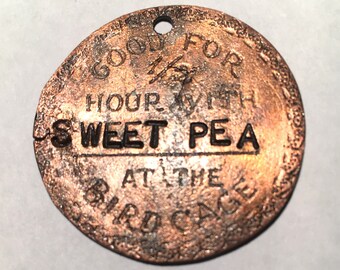 GOOD FOR
1/2
HOUR WITH
SWEET PEA
AT THE
BIRD CAGE